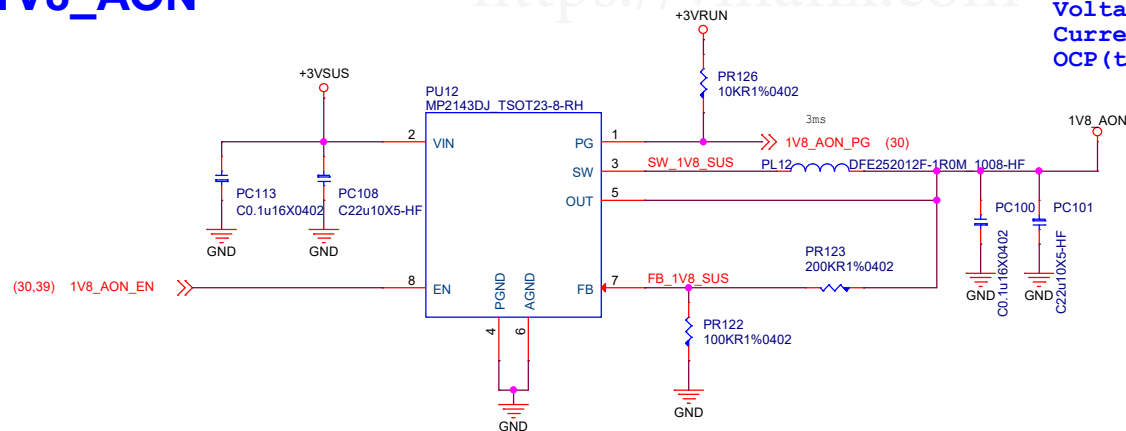 1V8_AON
Volta
Curre
OCP(t
+3VRUN
+3VSUS
PR126
10KR1%0402
PU12
MP2143DJ_TSOT23-8-RH
3ms
1V8_AON
2
VIN
PG
1
1V8_AON_PG (30)
SW
3
SW_1V8_SUS
PL12
DFE252012F-1R0M_1008-HF
OUT
5
PC113
C0.1u16X0402
PC108
C22u10X5-HF
PC100
C0.1u16X0402
PC101
C22u10X5-HF
GND
GND
PR123
200KR1%0402
GND
GND
(30,39) 1V8_AON_EN
8
EN
FB
7
FB_1V8_SUS
PGND
AGND
4
6
PR122
100KR1%0402
GND
GND